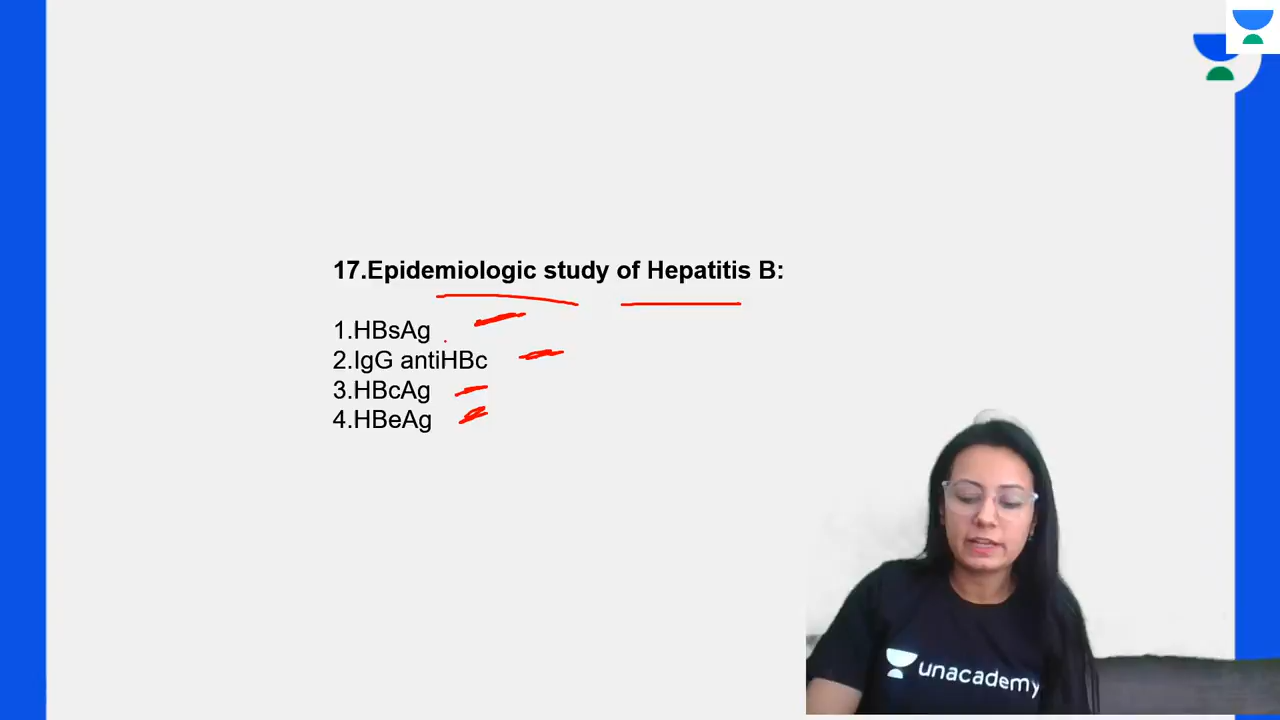 17.Epidemiologic study of Hepatitis B:
1.HBsAg
2.IgG antiHBc
3.HBcAg
4.HBeAg
unacademy